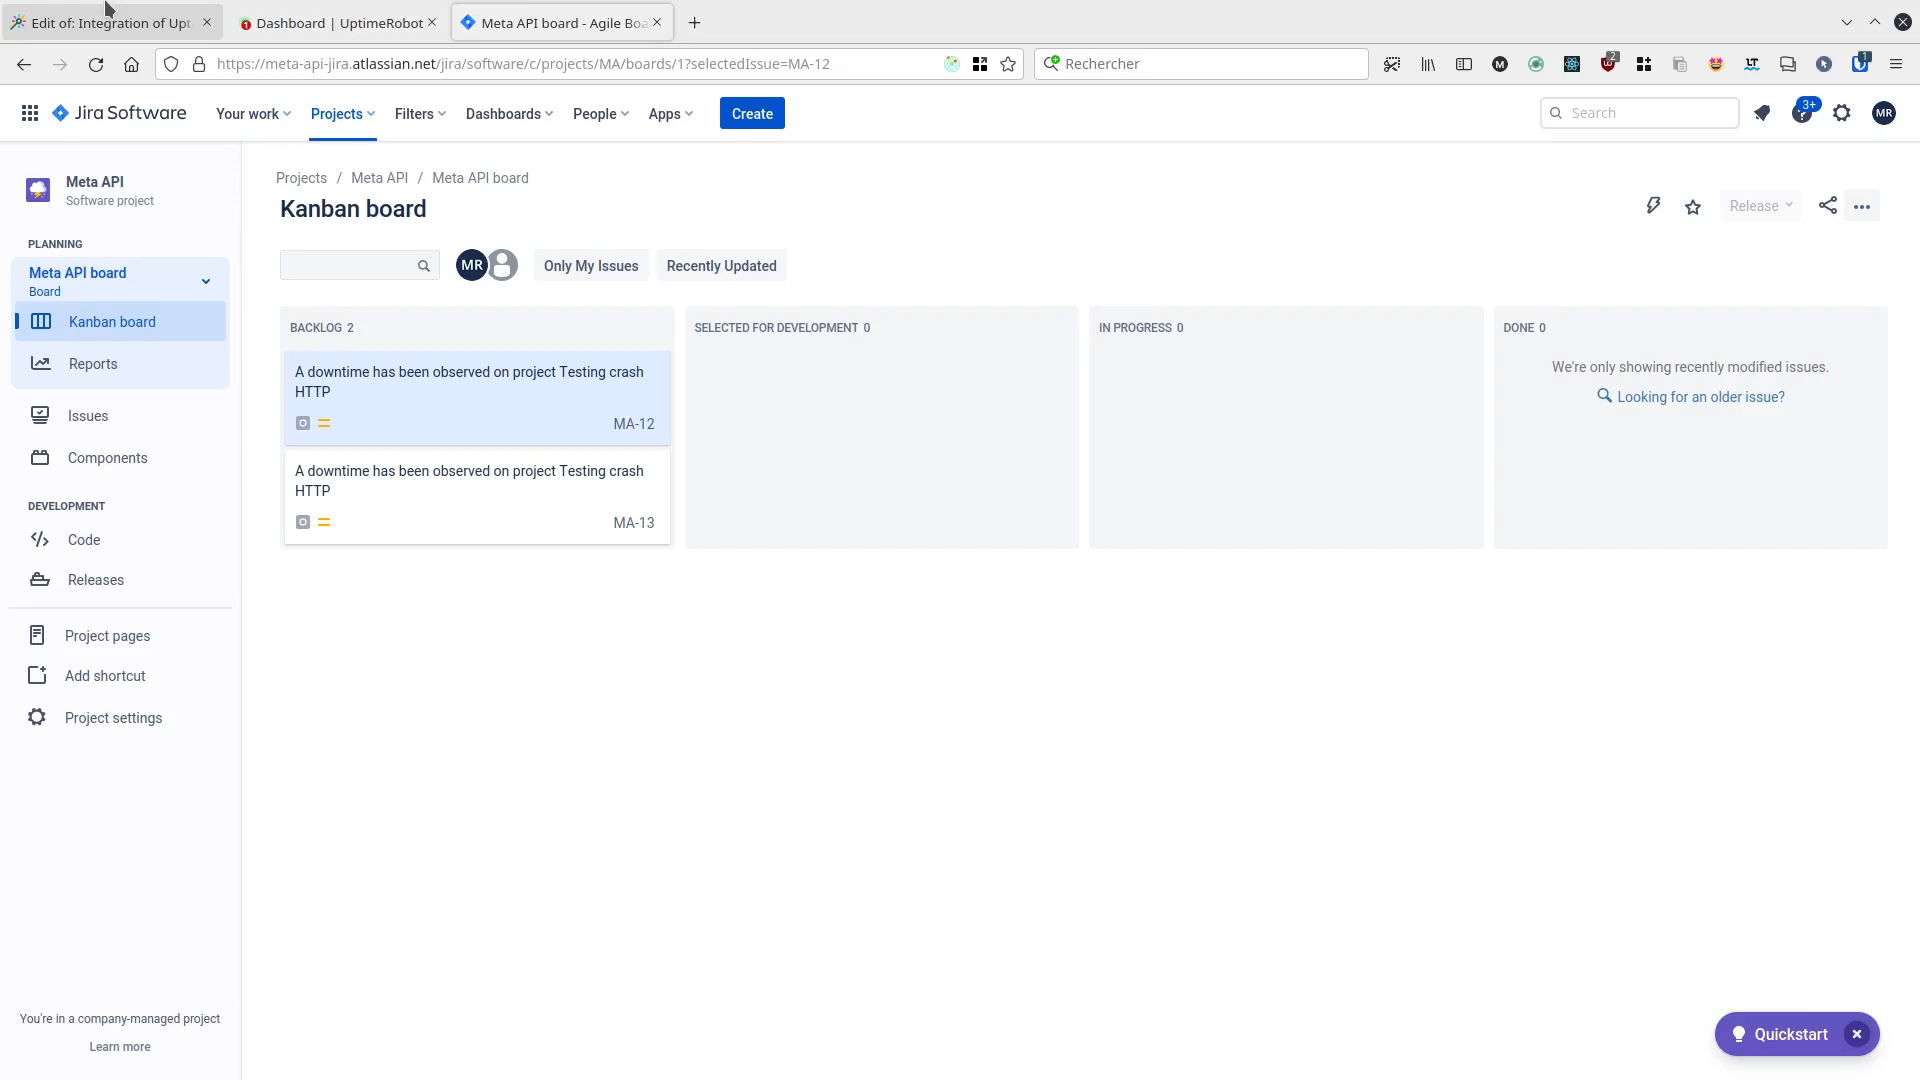 Edit of: Integration of Upt
Dashboard | UptimeRobot
Meta API board - Agile Boa
https://meta-api-jira.atlassian.net/jira/software/c/projects/MA/boards/1?selectedIssue=MA-12
Rechercher
2
1
Jira Software
Your work
Projects
Filters
Dashboards
People
Apps
Create
Search
3+
MR
Meta API
Software project
PLANNING
Meta API board
Board
Kanban board
Reports
Issues
Components
DEVELOPMENT
Code
Releases
Project pages
Add shortcut
Project settings
You're in a company-managed project
Learn more
Projects / Meta API / Meta API board
Kanban board
Release
MR
Only My Issues
Recently Updated
BACKLOG 2
A downtime has been observed on project Testing crash
HTTP
MA-12
A downtime has been observed on project Testing crash
HTTP
MA-13
SELECTED FOR DEVELOPMENT 0
IN PROGRESS 0
DONE 0
We're only showing recently modified issues.
Looking for an older issue?
Quickstart